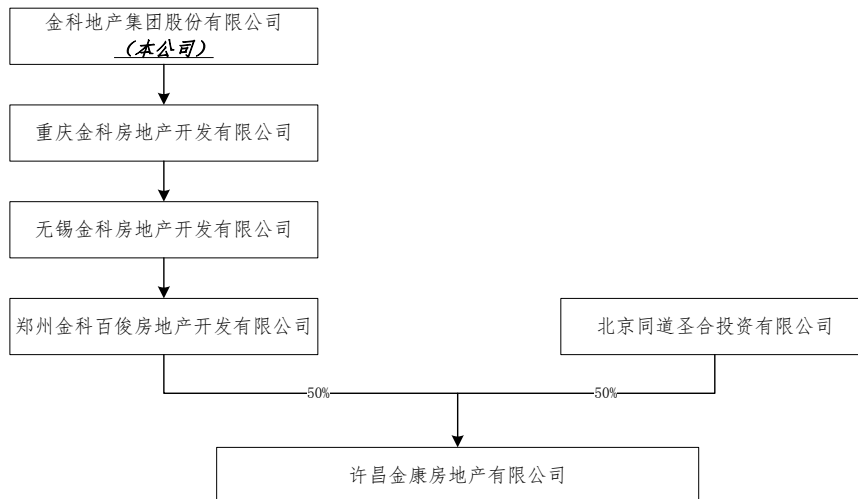 金科地产集团股份有限公司
（本公司）
重庆金科房地产开发有限公司
无锡金科房地产开发有限公司
郑州金科百俊房地产开发有限公司
北京同道圣合投资有限公司
50%
50%
许昌金康房地产有限公司